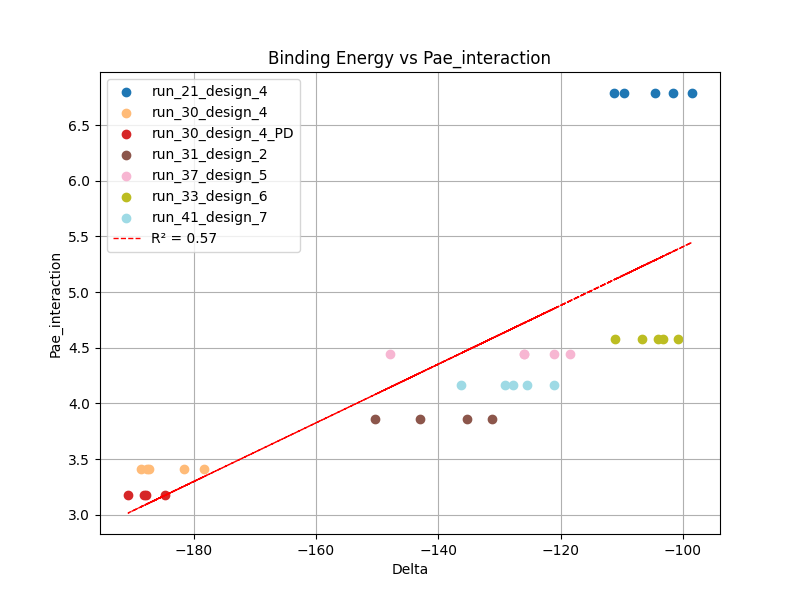 Binding Energy vs Pae_interaction
run_21_design_4
run_30_design_4
run_30_design_4_PD
run_31_design_2
run_37_design_5
run_33_design_6
run_41_design_7
R² = 0.57
6.5
6.0
5.5
5.0
4.5
4.0
3.5
3.0
Pae_interaction
−180
−160
−140
−120
−100
Delta